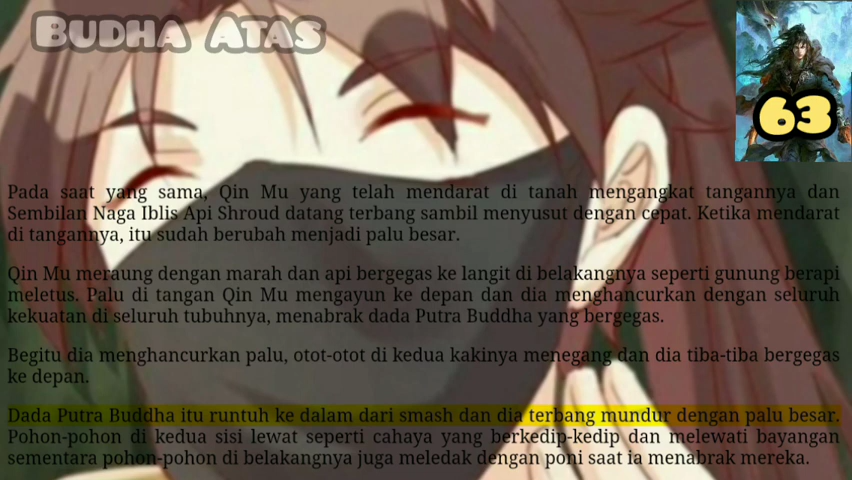 Budha Atas
63
Pada saat yang sama, Qin Mu yang telah mendarat di tanah mengangkat tangannya dan
Sembilan Naga Iblis Api Shroud datang terbang sambil menyusut dengan cepat. Ketika mendarat
di tangannya, itu sudah berubah menjadi palu besar.
Qin Mu meraung dengan marah dan api bergegas ke langit di belakangnya seperti gunung berapi
meletus. Palu di tangan Qin Mu mengayun ke depan dan dia menghancurkan dengan seluruh
kekuatan di seluruh tubuhnya, menabrak dada Putra Buddha yang bergegas.
Begitu dia menghancurkan palu, otot-otot di kedua kakinya menegang dan dia tiba-tiba bergegas
ke depan.
Dada Putra Buddha itu runtuh ke dalam dari smash dan dia terbang mundur dengan palu besar.
Pohon-pohon di kedua sisi lewat seperti cahaya yang berkedip-kedip dan melewati bayangan
sementara pohon-pohon di belakangnya juga meledak dengan poni saat ia menabrak mereka.